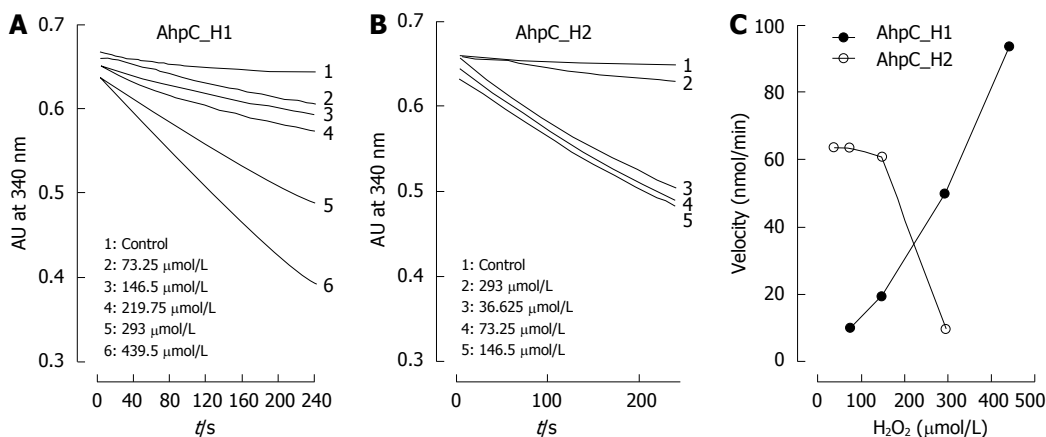 A
AhpC_H1
AU at 340 nm
0.7
0.6
0.5
0.4
0.3
1
2
3
4
5
6
1: Control
2: 73.25 μmol/L
3: 146.5 μmol/L
4: 219.75 μmol/L
5: 293 μmol/L
6: 439.5 μmol/L
0 40 80 120 160 200 240
t/s
B
AhpC_H2
AU at 340 nm
0.7
0.6
0.5
0.4
0.3
1
2
3
4
5
1: Control
2: 293 μmol/L
3: 36.625 μmol/L
4: 73.25 μmol/L
5: 146.5 μmol/L
0 100 200
t/s
C
AhpC_H1
AhpC_H2
Velocity (nmol/min)
100
80
60
40
20
0
0 100 200 300 400 500
H₂O₂ (μmol/L)